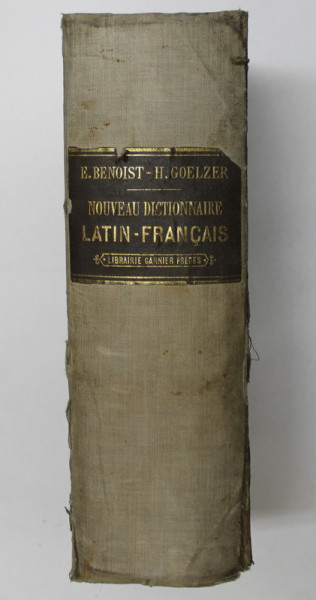 E. BENOIST - H. GOELZER
NOUVEAU DICTIONNAIRE
LATIN-FRANÇAIS
LIBRAIRIE GARNIER FRÈRES